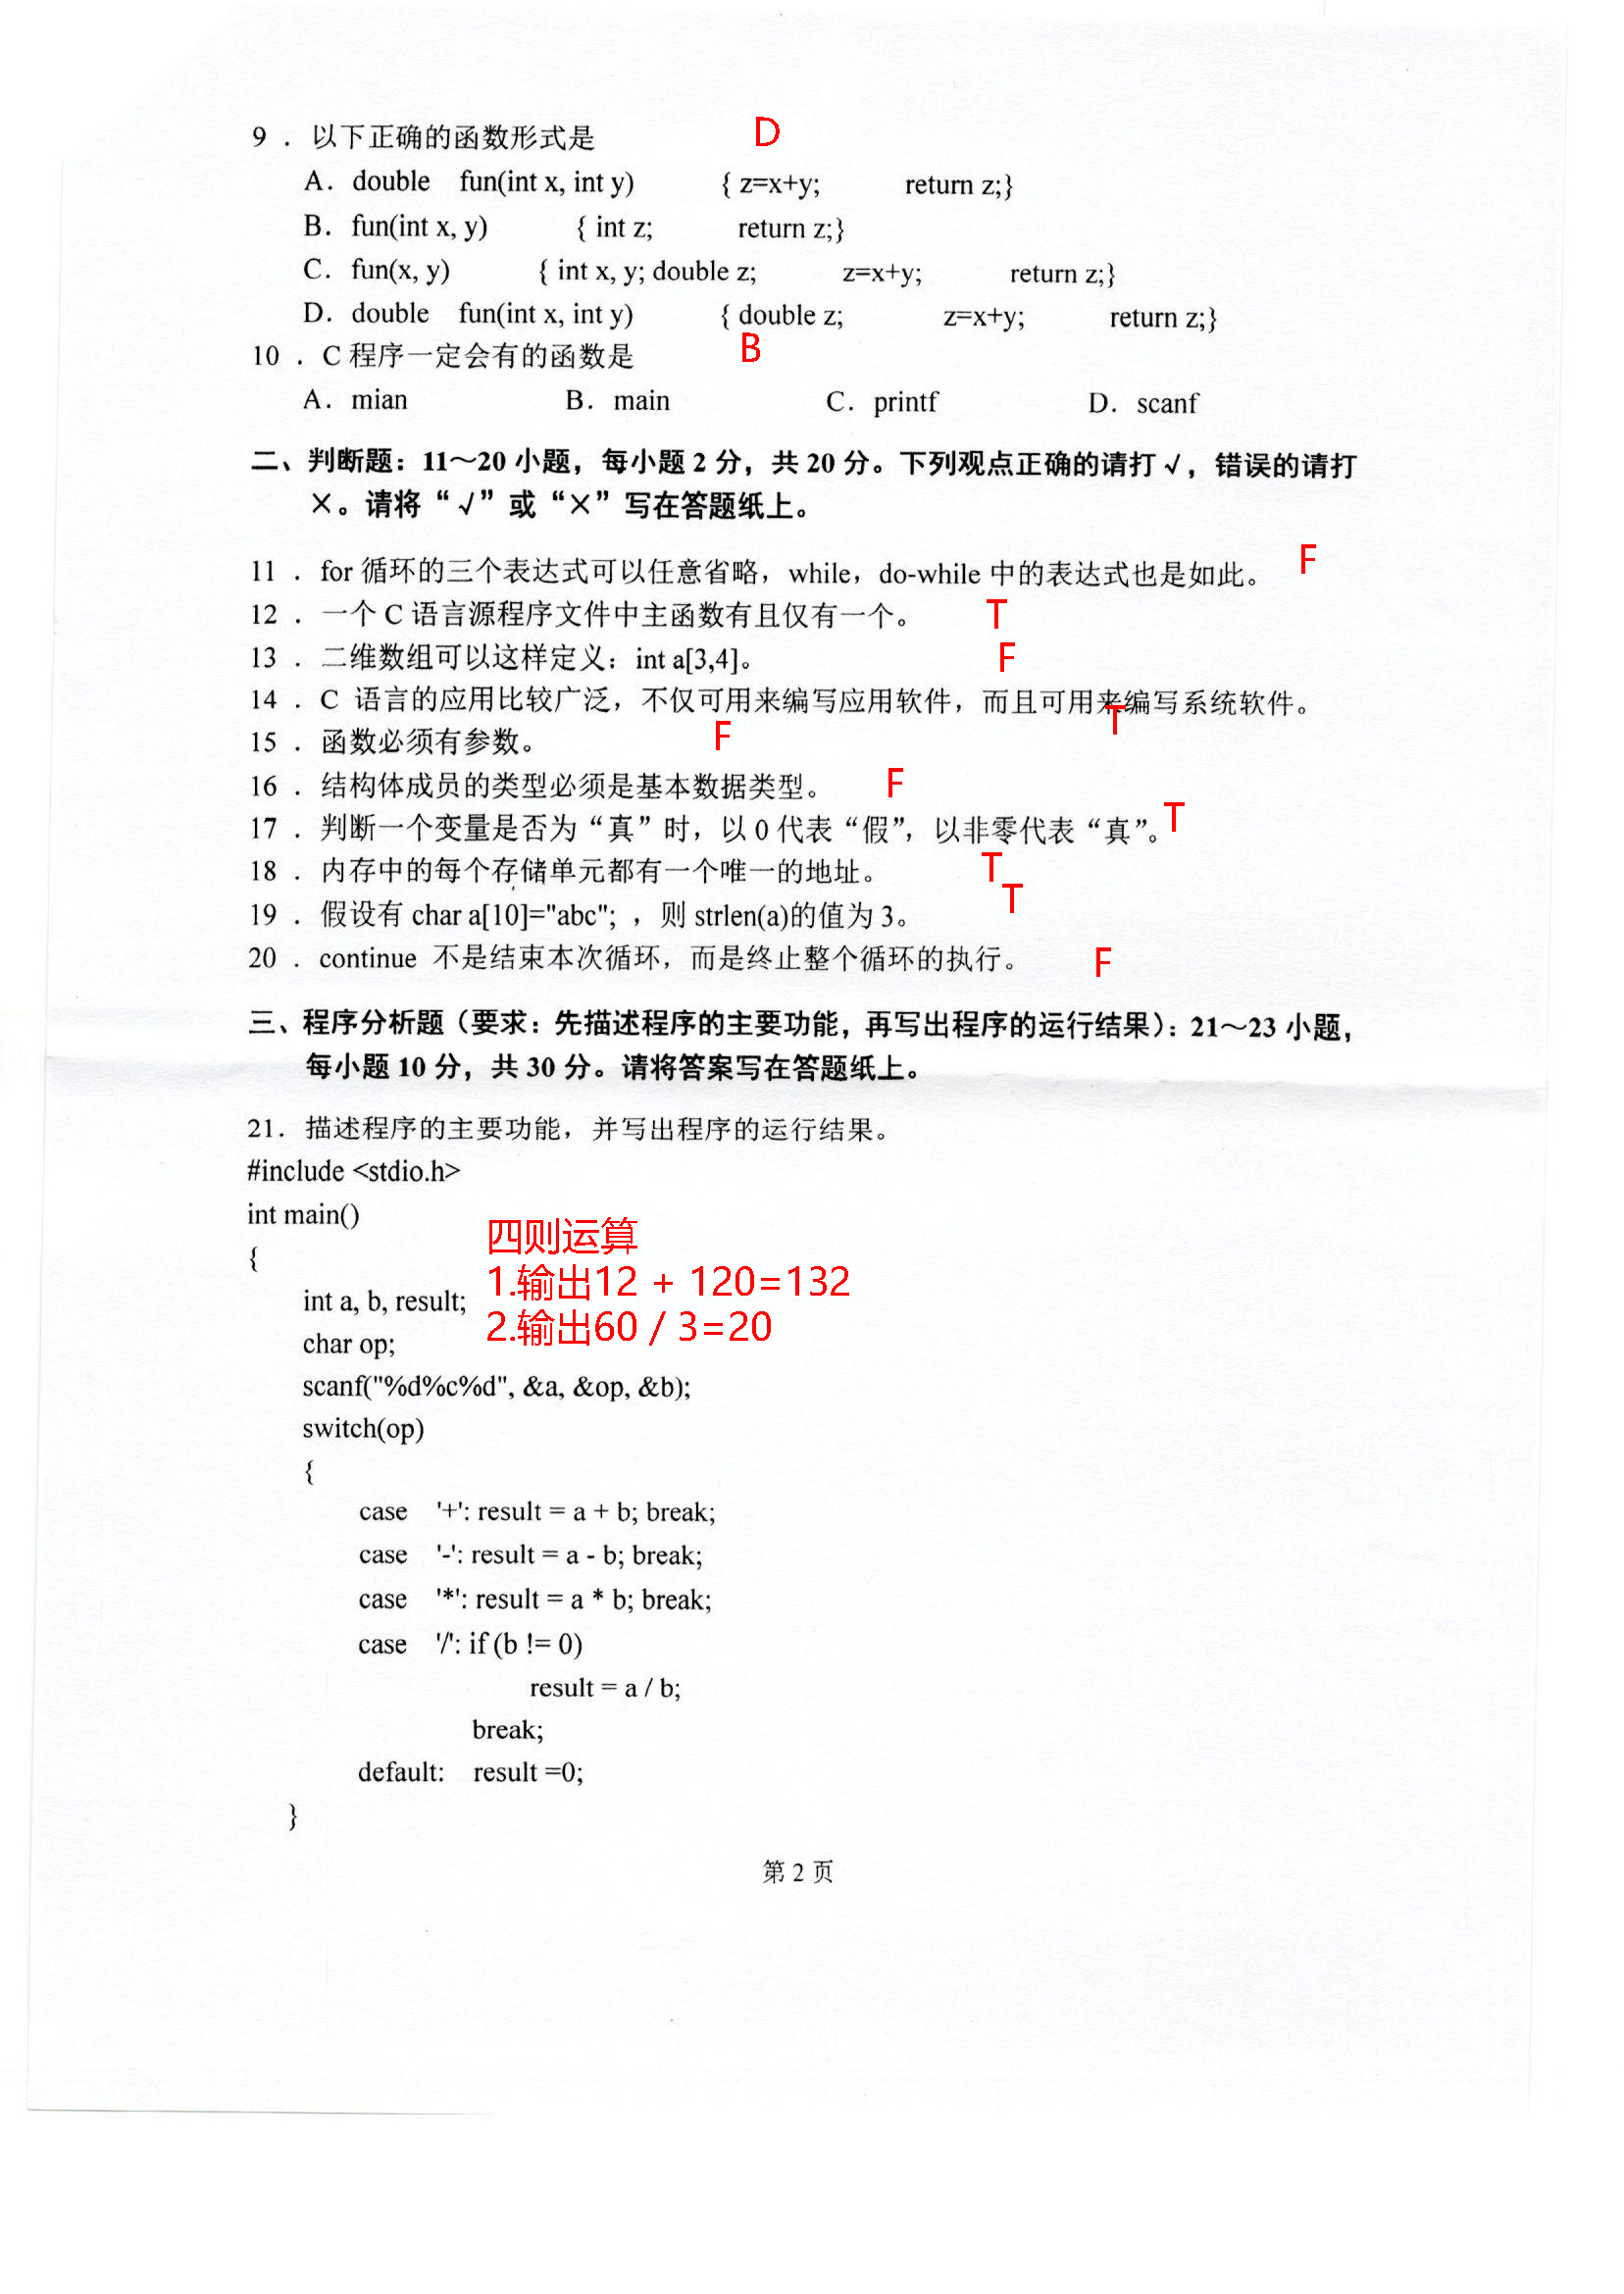 9 . 以下正确的函数形式是 D
A. double fun(int x, int y) { z=x+y; return z;}
B. fun(int x, y) { int z; return z;}
C. fun(x, y) { int x, y; double z; z=x+y; return z;}
D. double fun(int x, int y) { double z; z=x+y; return z;}
10 . C 程序一定会有的函数是 B
A. mian B. main C. printf D. scanf
二、判断题：11～20 小题，每小题 2 分，共 20 分。下列观点正确的请打√，错误的请打
×。请将“√”或“×”写在答题纸上。
11 . for 循环的三个表达式可以任意省略，while，do-while 中的表达式也是如此。 F
12 . 一个 C 语言源程序文件中主函数有且仅有一个。 T
13 . 二维数组可以这样定义：int a[3,4]。 F
14 . C 语言的应用比较广泛，不仅可用来编写应用软件，而且可用来编写系统软件。 T
15 . 函数必须有参数。 F
16 . 结构体成员的类型必须是基本数据类型。 F
17 . 判断一个变量是否为“真”时，以 0 代表“假”，以非零代表“真”。 T
18 . 内存中的每个存储单元都有一个唯一的地址。 T
19 . 假设有 char a[10]="abc"; ，则 strlen(a)的值为 3。 T
20 . continue 不是结束本次循环，而是终止整个循环的执行。 F
三、程序分析题（要求：先描述程序的主要功能，再写出程序的运行结果）：21～23 小题，
每小题 10 分，共 30 分。请将答案写在答题纸上。
21. 描述程序的主要功能，并写出程序的运行结果。
#include <stdio.h>
int main()
{
四则运算
1.输出12 + 120=132
2.输出60 / 3=20
int a, b, result;
char op;
scanf("%d%c%d", &a, &op, &b);
switch(op)
{
case '+': result = a + b; break;
case '-': result = a - b; break;
case '*': result = a * b; break;
case '/': if (b != 0)
result = a / b;
break;
default: result =0;
}
第 2 页